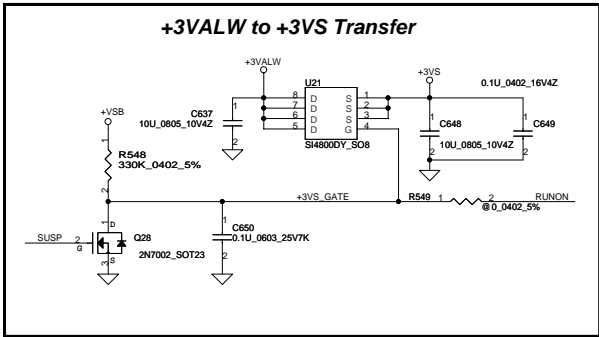 +3VALW to +3VS Transfer
+3VALW
U21
+3VS
0.1U_0402_16V4Z
8 D S 1
7 D S 2
6 D S 3
5 D G 4
SI4800DY_SO8
1
C637
10U_0805_10V4Z
2
1
C648
10U_0805_10V4Z
2
1
C649
2
+VSB
1
R548
330K_0402_5%
2
+3VS_GATE
R549 1 2 RUNON
@ 0_0402_5%
1
C650
0.1U_0603_25V7K
2
SUSP 2 G
1 D
Q28
S 3
2N7002_SOT23